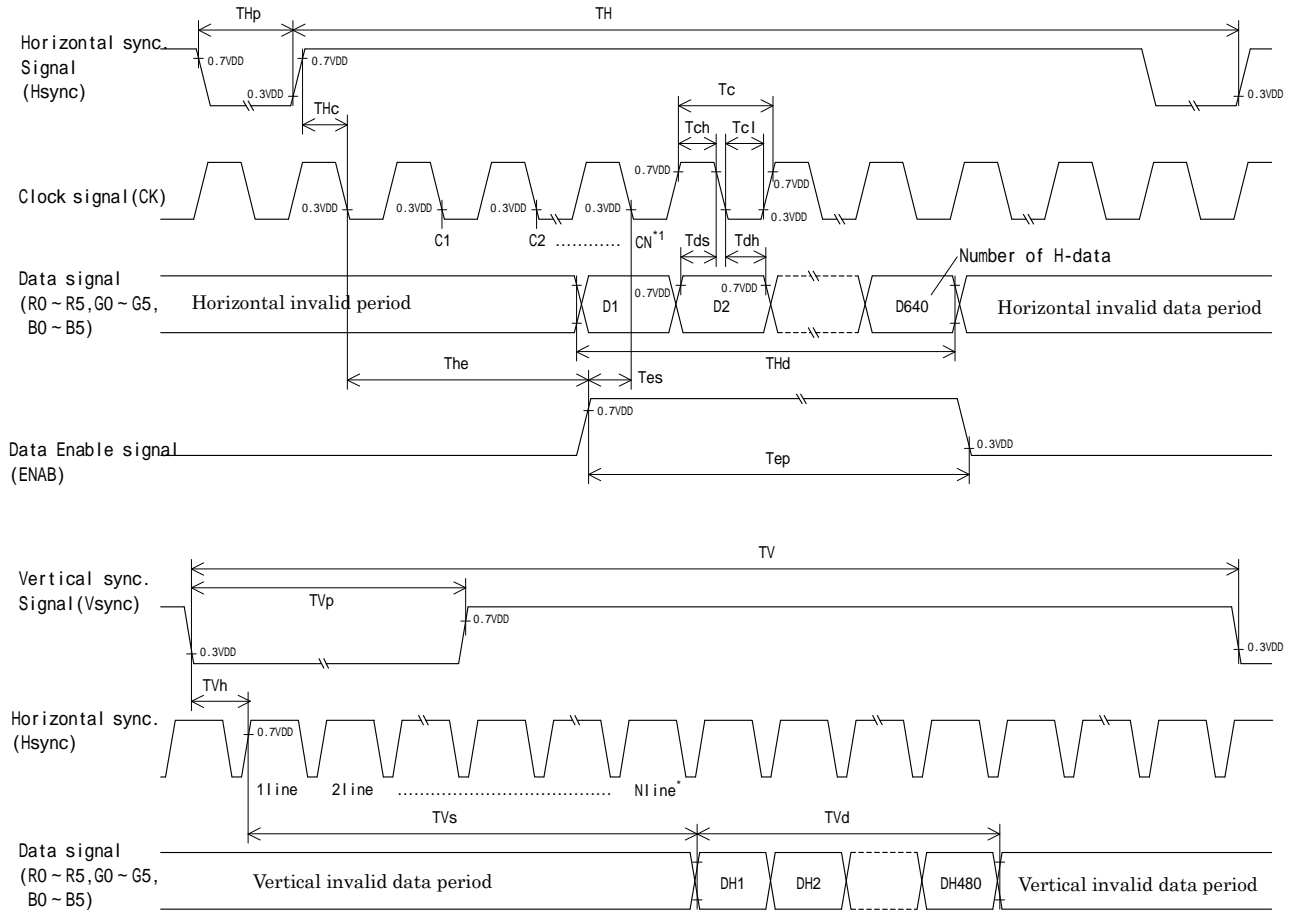 THp
TH
Horizontal sync.
Signal
(Hsync)
0.7VDD
0.7VDD
0.3VDD
0.3VDD
THc
Tc
Tch
Tcl
Clock signal(CK)
0.7VDD
0.7VDD
0.3VDD
0.3VDD
0.3VDD
0.3VDD
0.3VDD
C1
C2
............
CN*1
Tds
Tdh
Number of H-data
Data signal
(R0~R5,G0~G5,
B0~B5)
Horizontal invalid period
D1
0.7VDD
D2
0.7VDD
D640
Horizontal invalid data period
THd
The
Tes
0.7VDD
Data Enable signal
(ENAB)
0.3VDD
Tep
TV
Vertical sync.
Signal(Vsync)
TVp
0.7VDD
0.3VDD
0.3VDD
TVh
Horizontal sync.
(Hsync)
0.7VDD
1line
2line
.......................................
Nline*
TVs
TVd
Data signal
(R0~R5,G0~G5,
B0~B5)
Vertical invalid data period
DH1
DH2
DH480
Vertical invalid data period